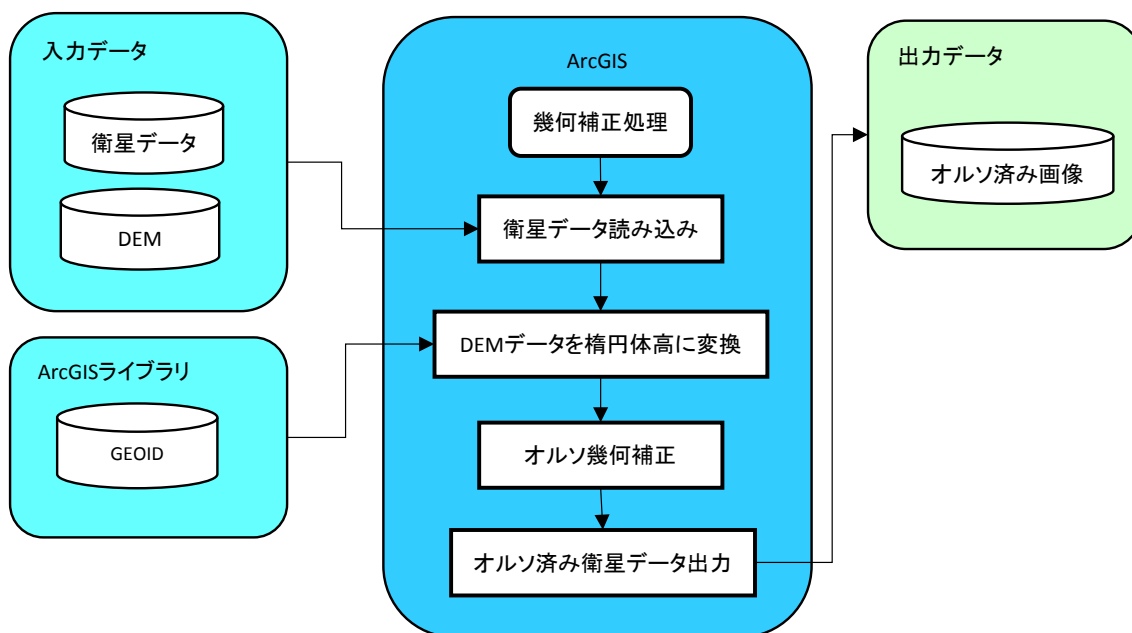 入力データ
衛星データ
DEM
ArcGISライブラリ
GEOID
ArcGIS
幾何補正処理
衛星データ読み込み
DEMデータを楕円体高に変換
オルソ幾何補正
オルソ済み衛星データ出力
出力データ
オルソ済み画像